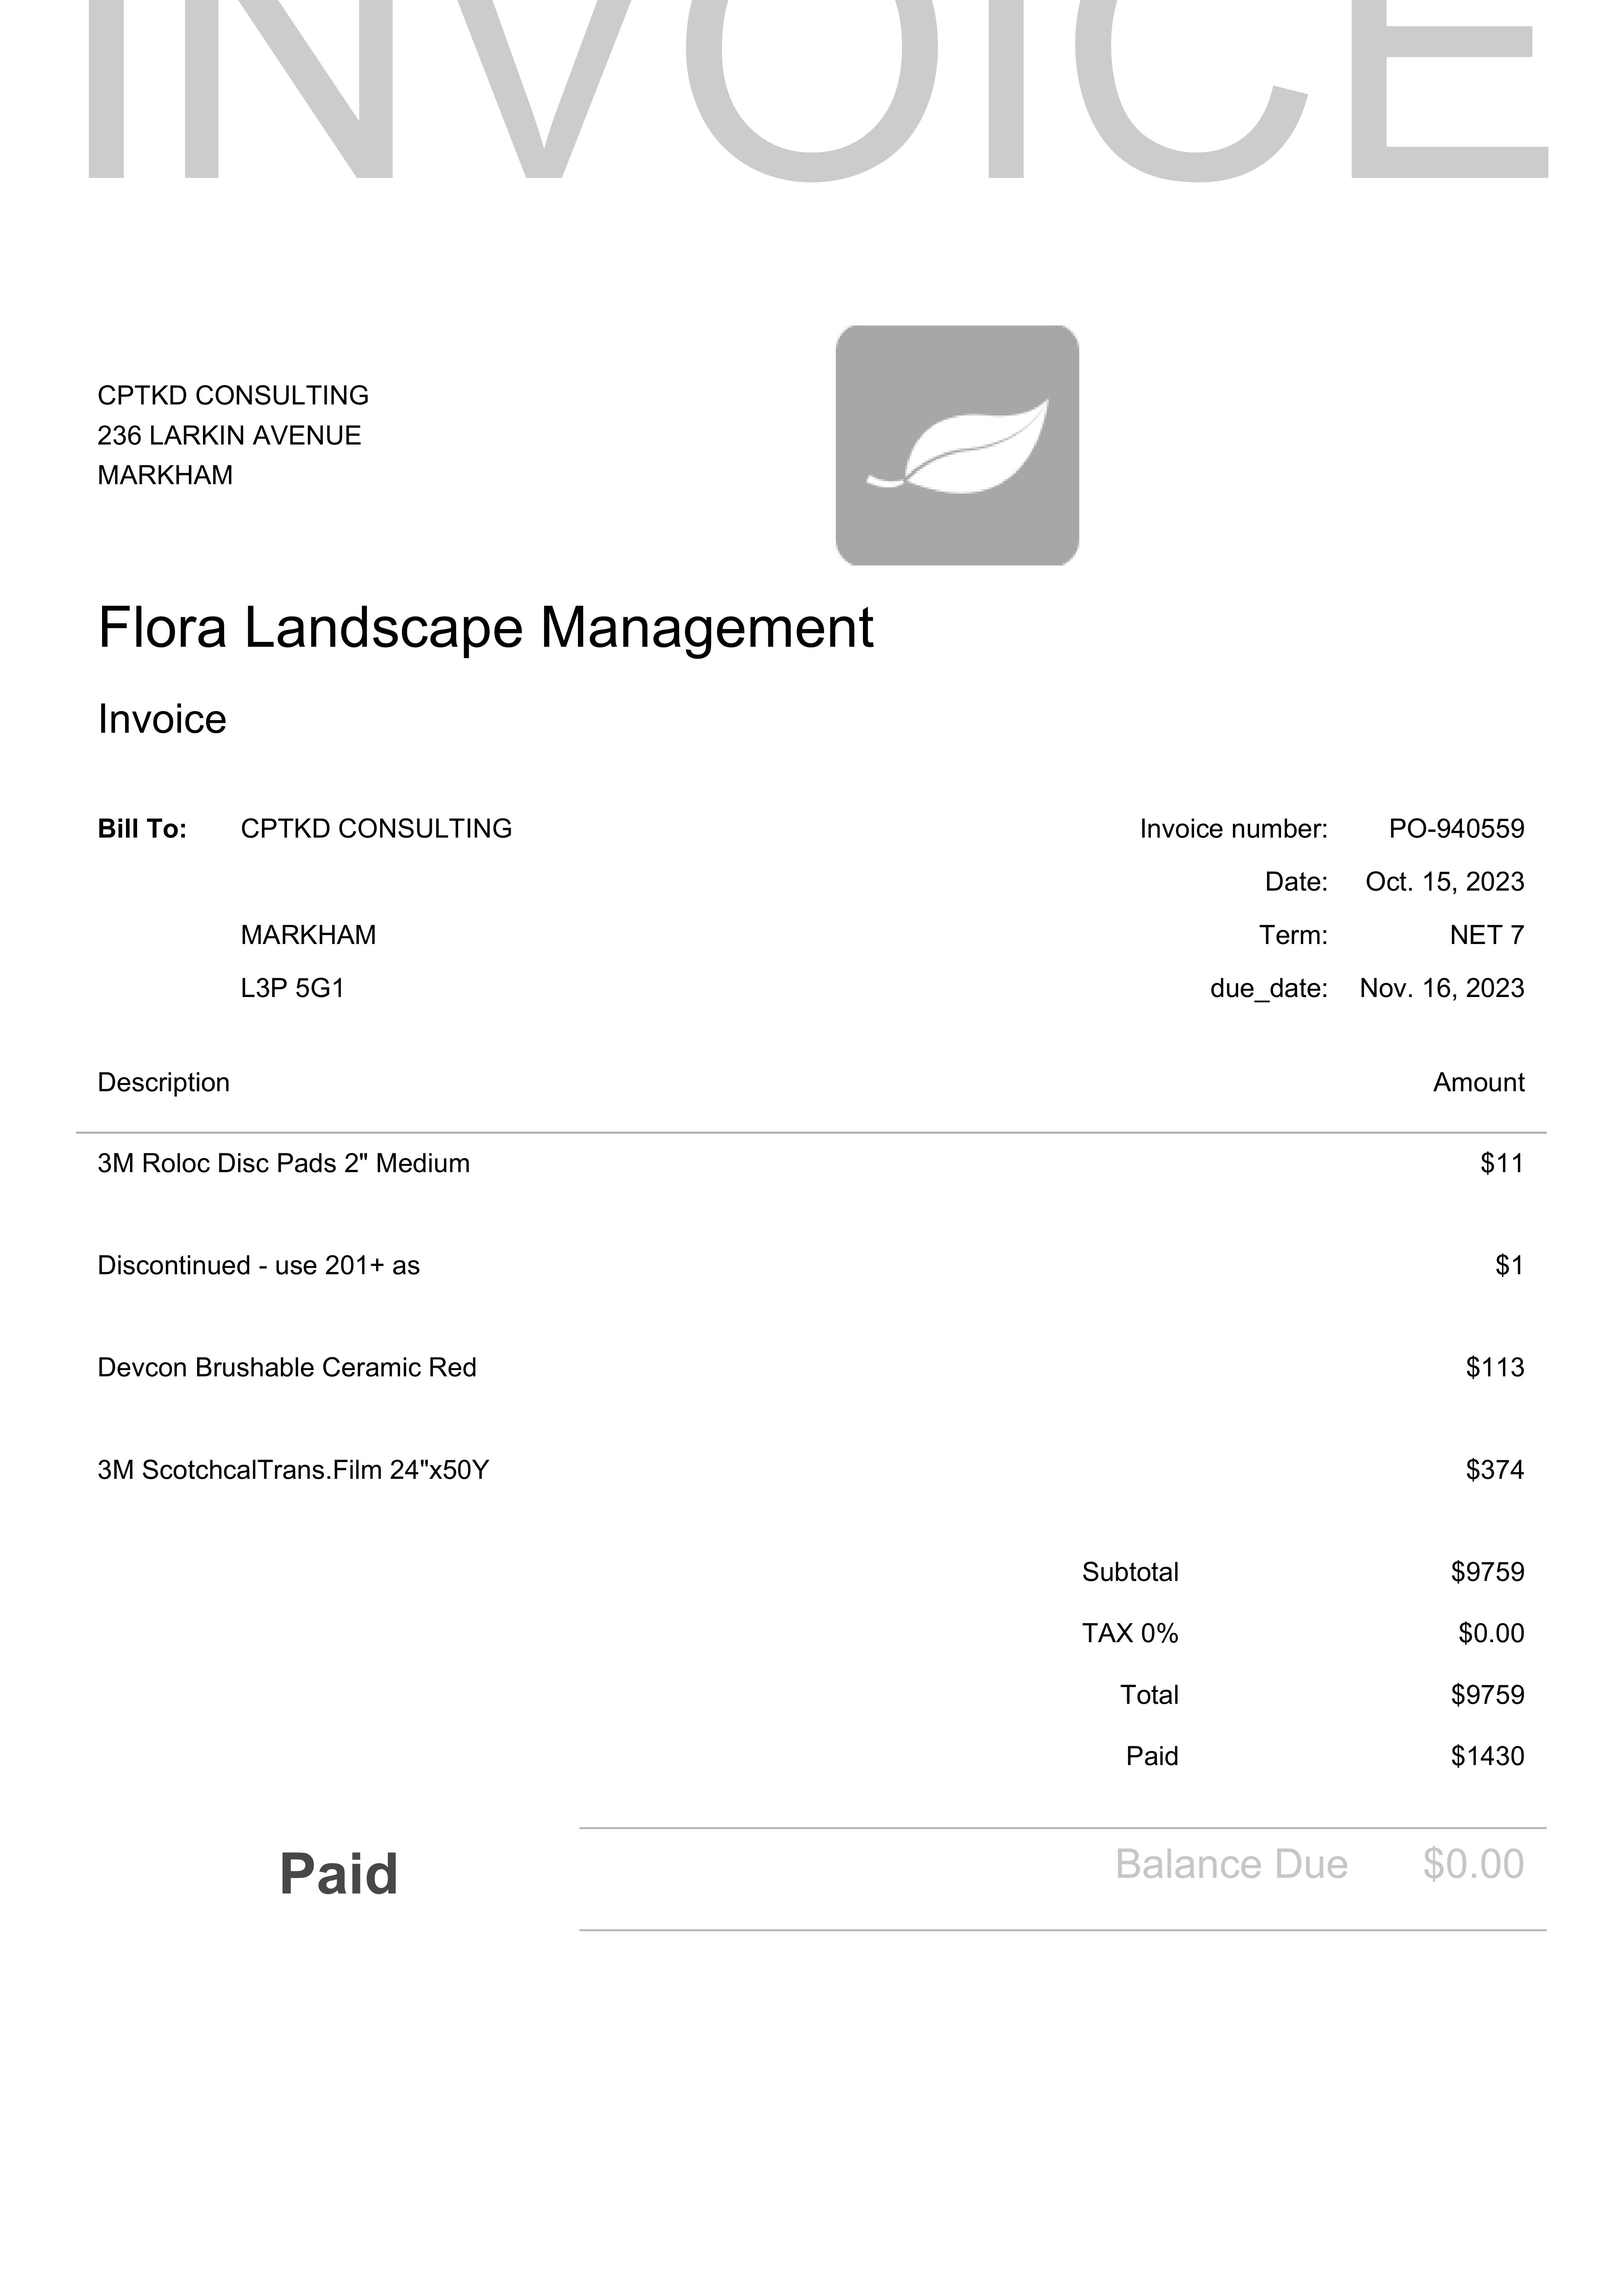 INVOICE
CPTKD CONSULTING
236 LARKIN AVENUE
MARKHAM
Flora Landscape Management
Invoice
Bill To: CPTKD CONSULTING Invoice number: PO-940559
Date: Oct. 15, 2023
MARKHAM Term: NET 7
L3P 5G1 due_date: Nov. 16, 2023
Description Amount
3M Roloc Disc Pads 2" Medium $11
Discontinued - use 201+ as $1
Devcon Brushable Ceramic Red $113
3M ScotchcalTrans.Film 24"x50Y $374
Subtotal $9759
TAX 0% $0.00
Total $9759
Paid $1430
Paid Balance Due $0.00